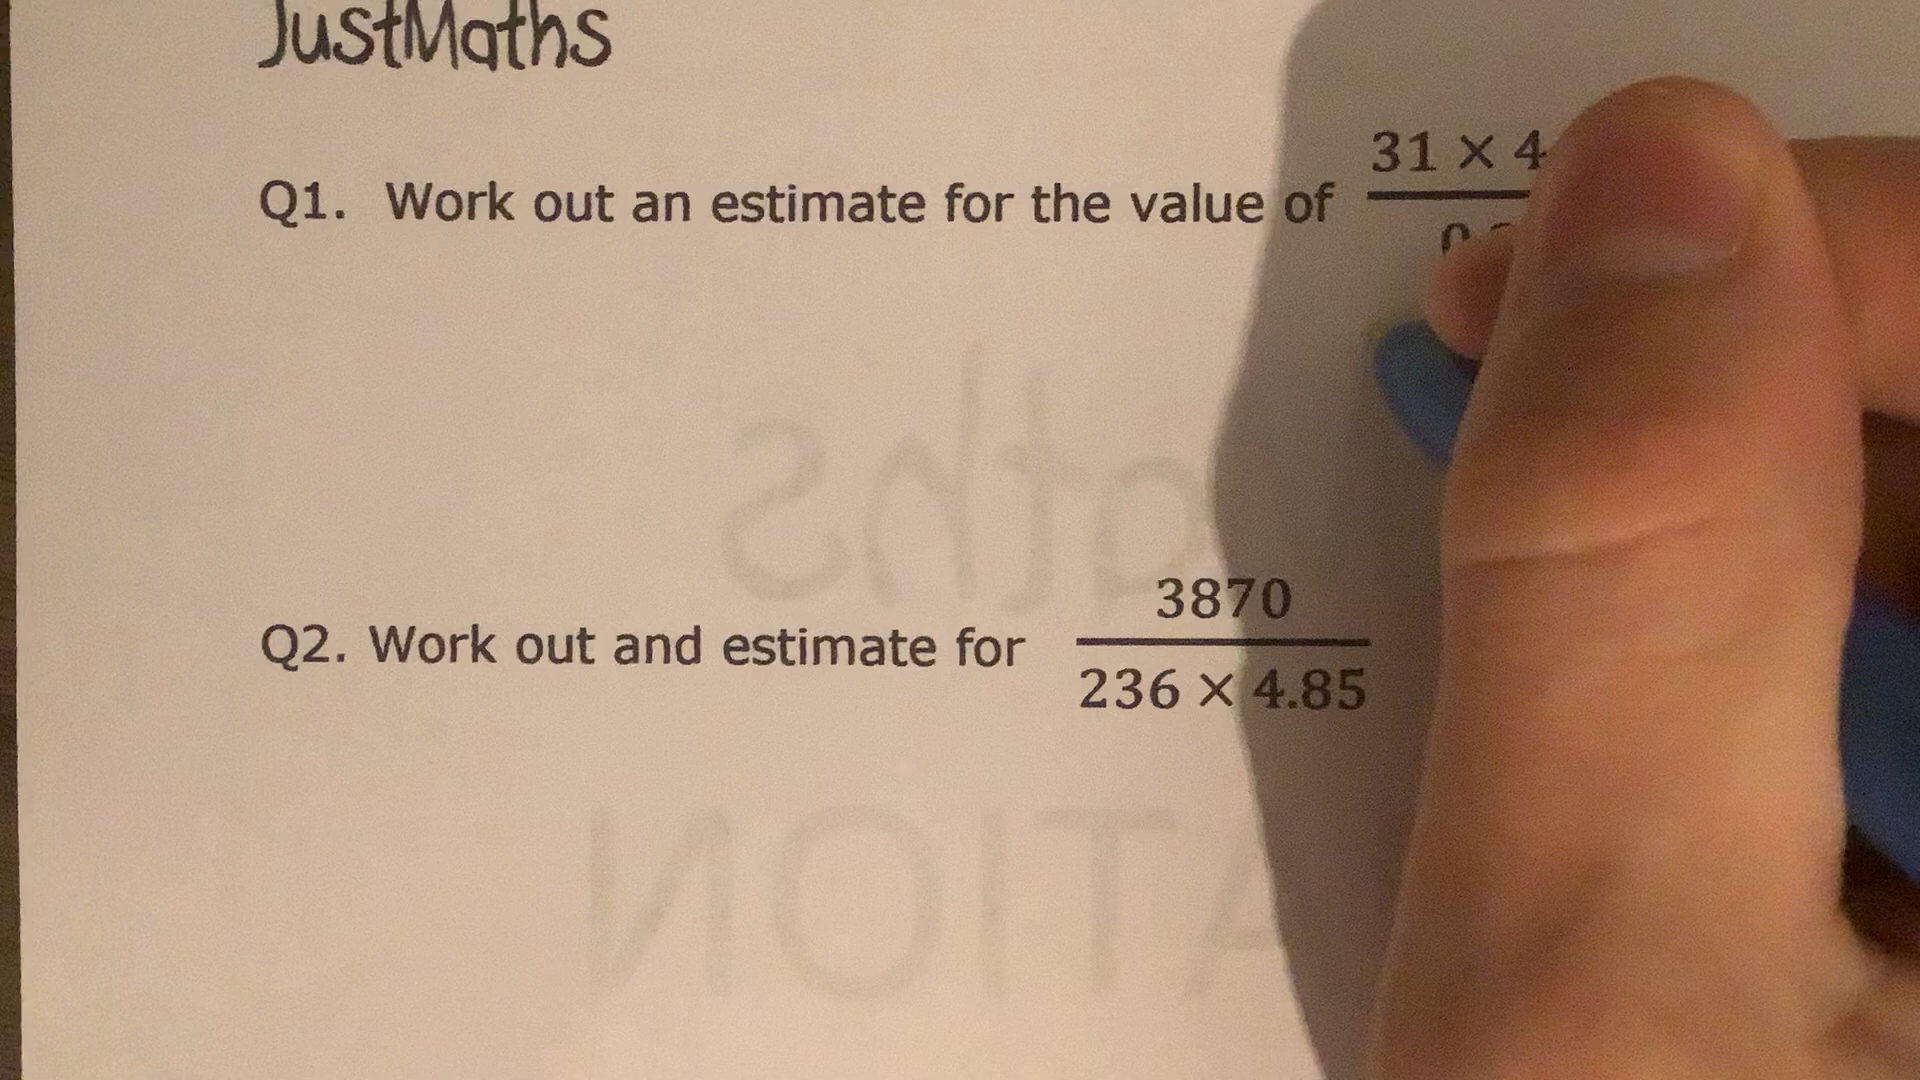 JustMaths
31 × 4
Q1. Work out an estimate for the value of
3870
Q2. Work out and estimate for
236 × 4.85